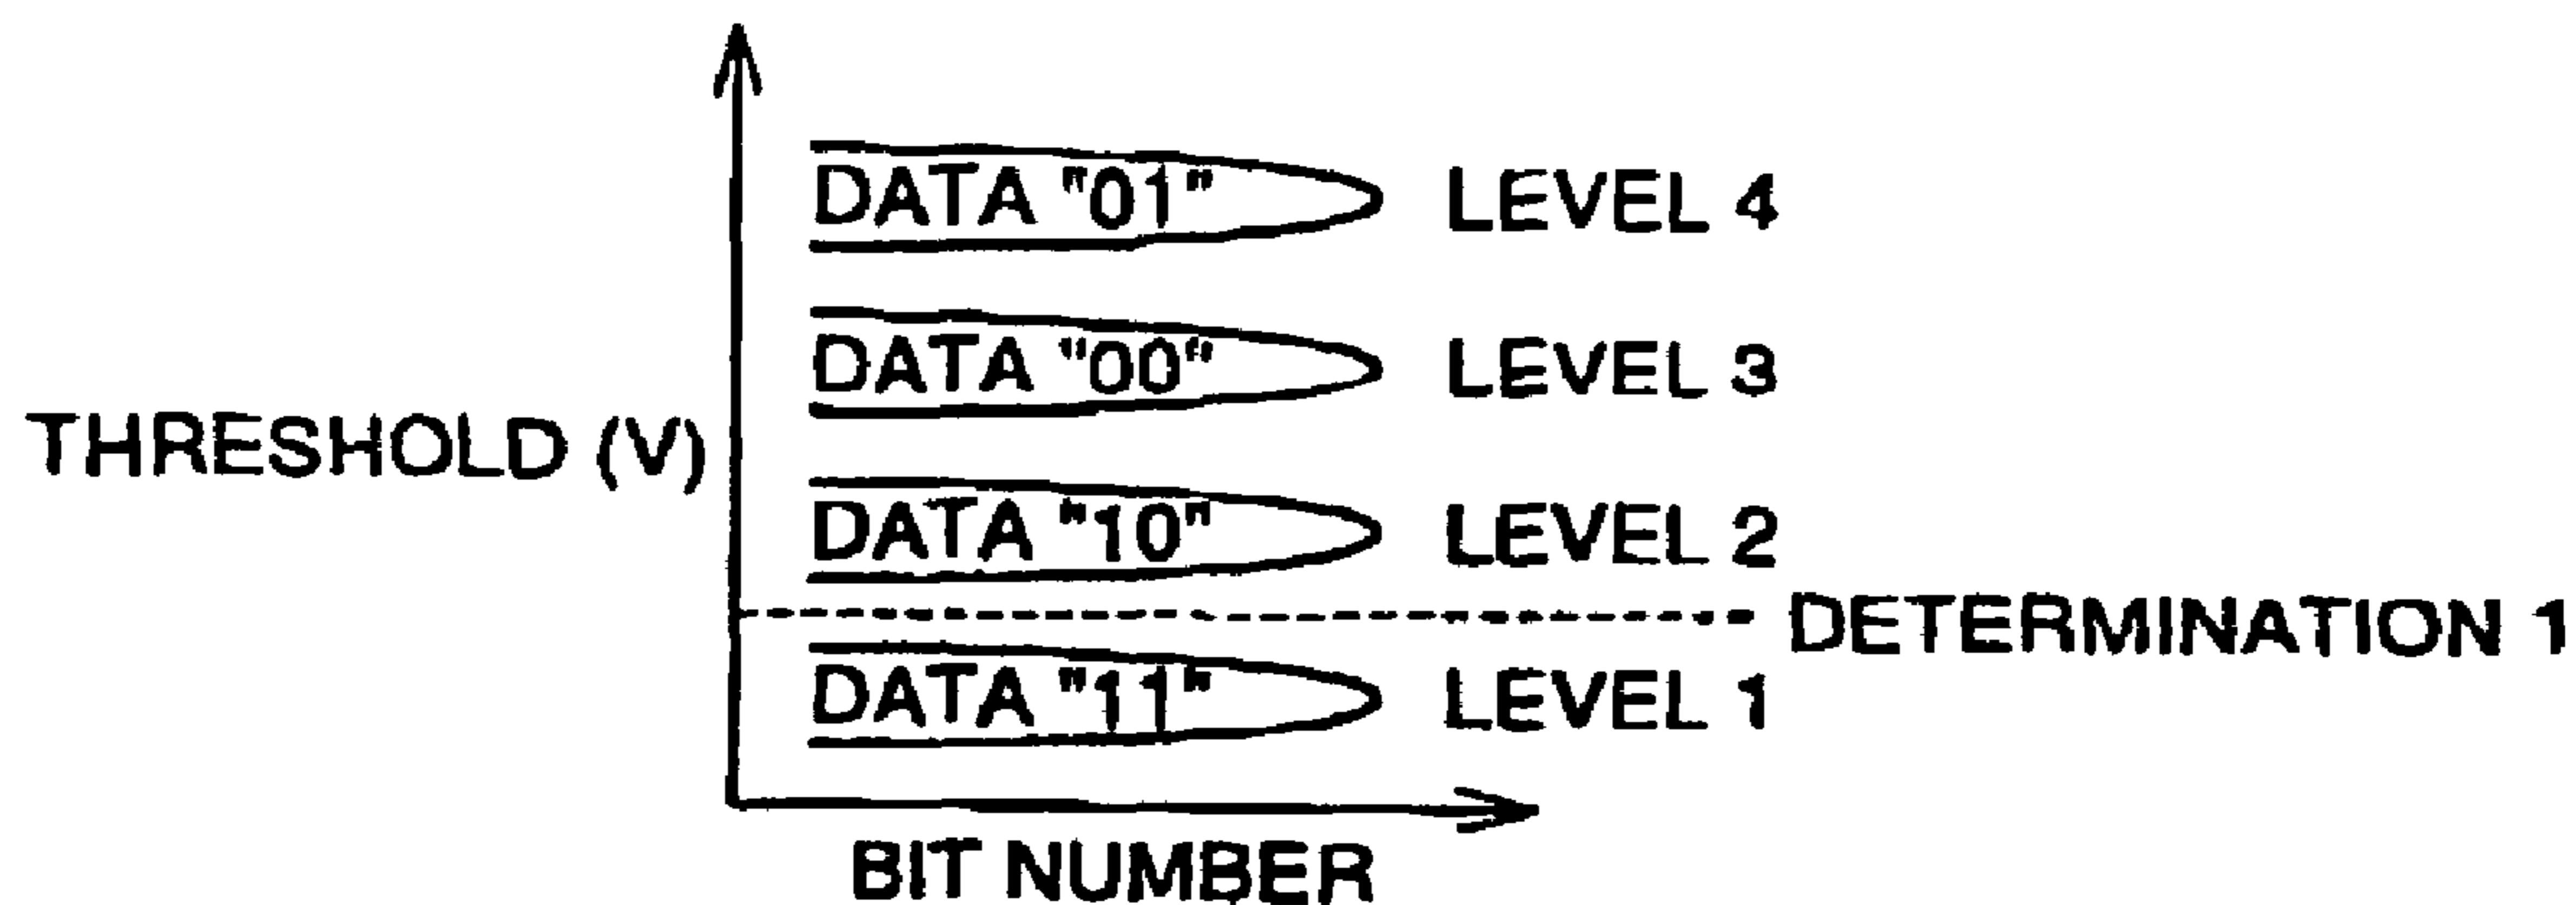 DATA "01" LEVEL 4
DATA "00" LEVEL 3
THRESHOLD (V)
DATA "10" LEVEL 2
DETERMINATION 1
DATA "11" LEVEL 1
BIT NUMBER